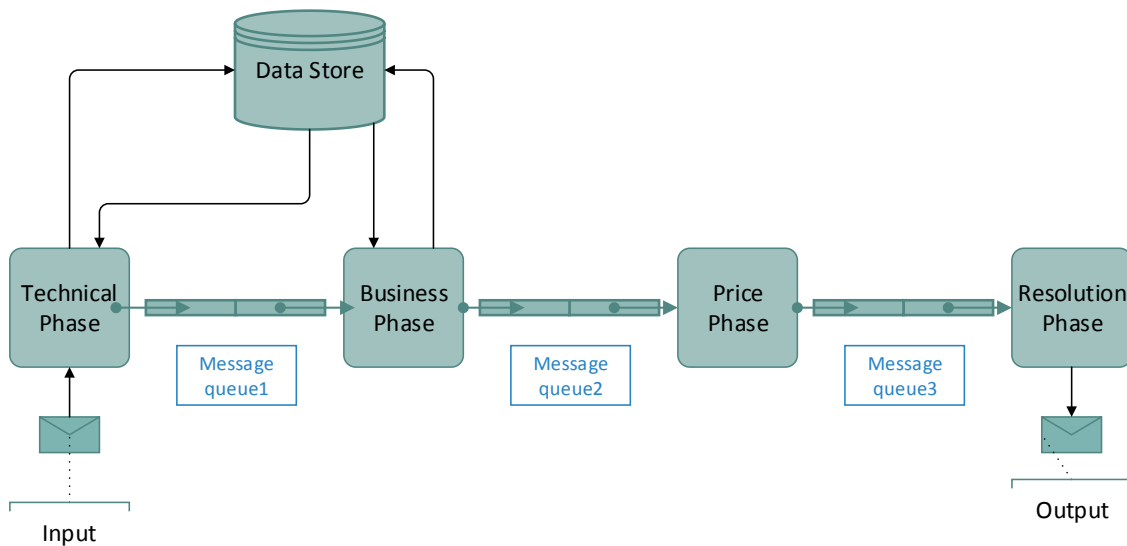 Data Store
Technical
Phase
Business
Phase
Price
Phase
Resolution
Phase
Message
queue1
Message
queue2
Message
queue3
Input
Output